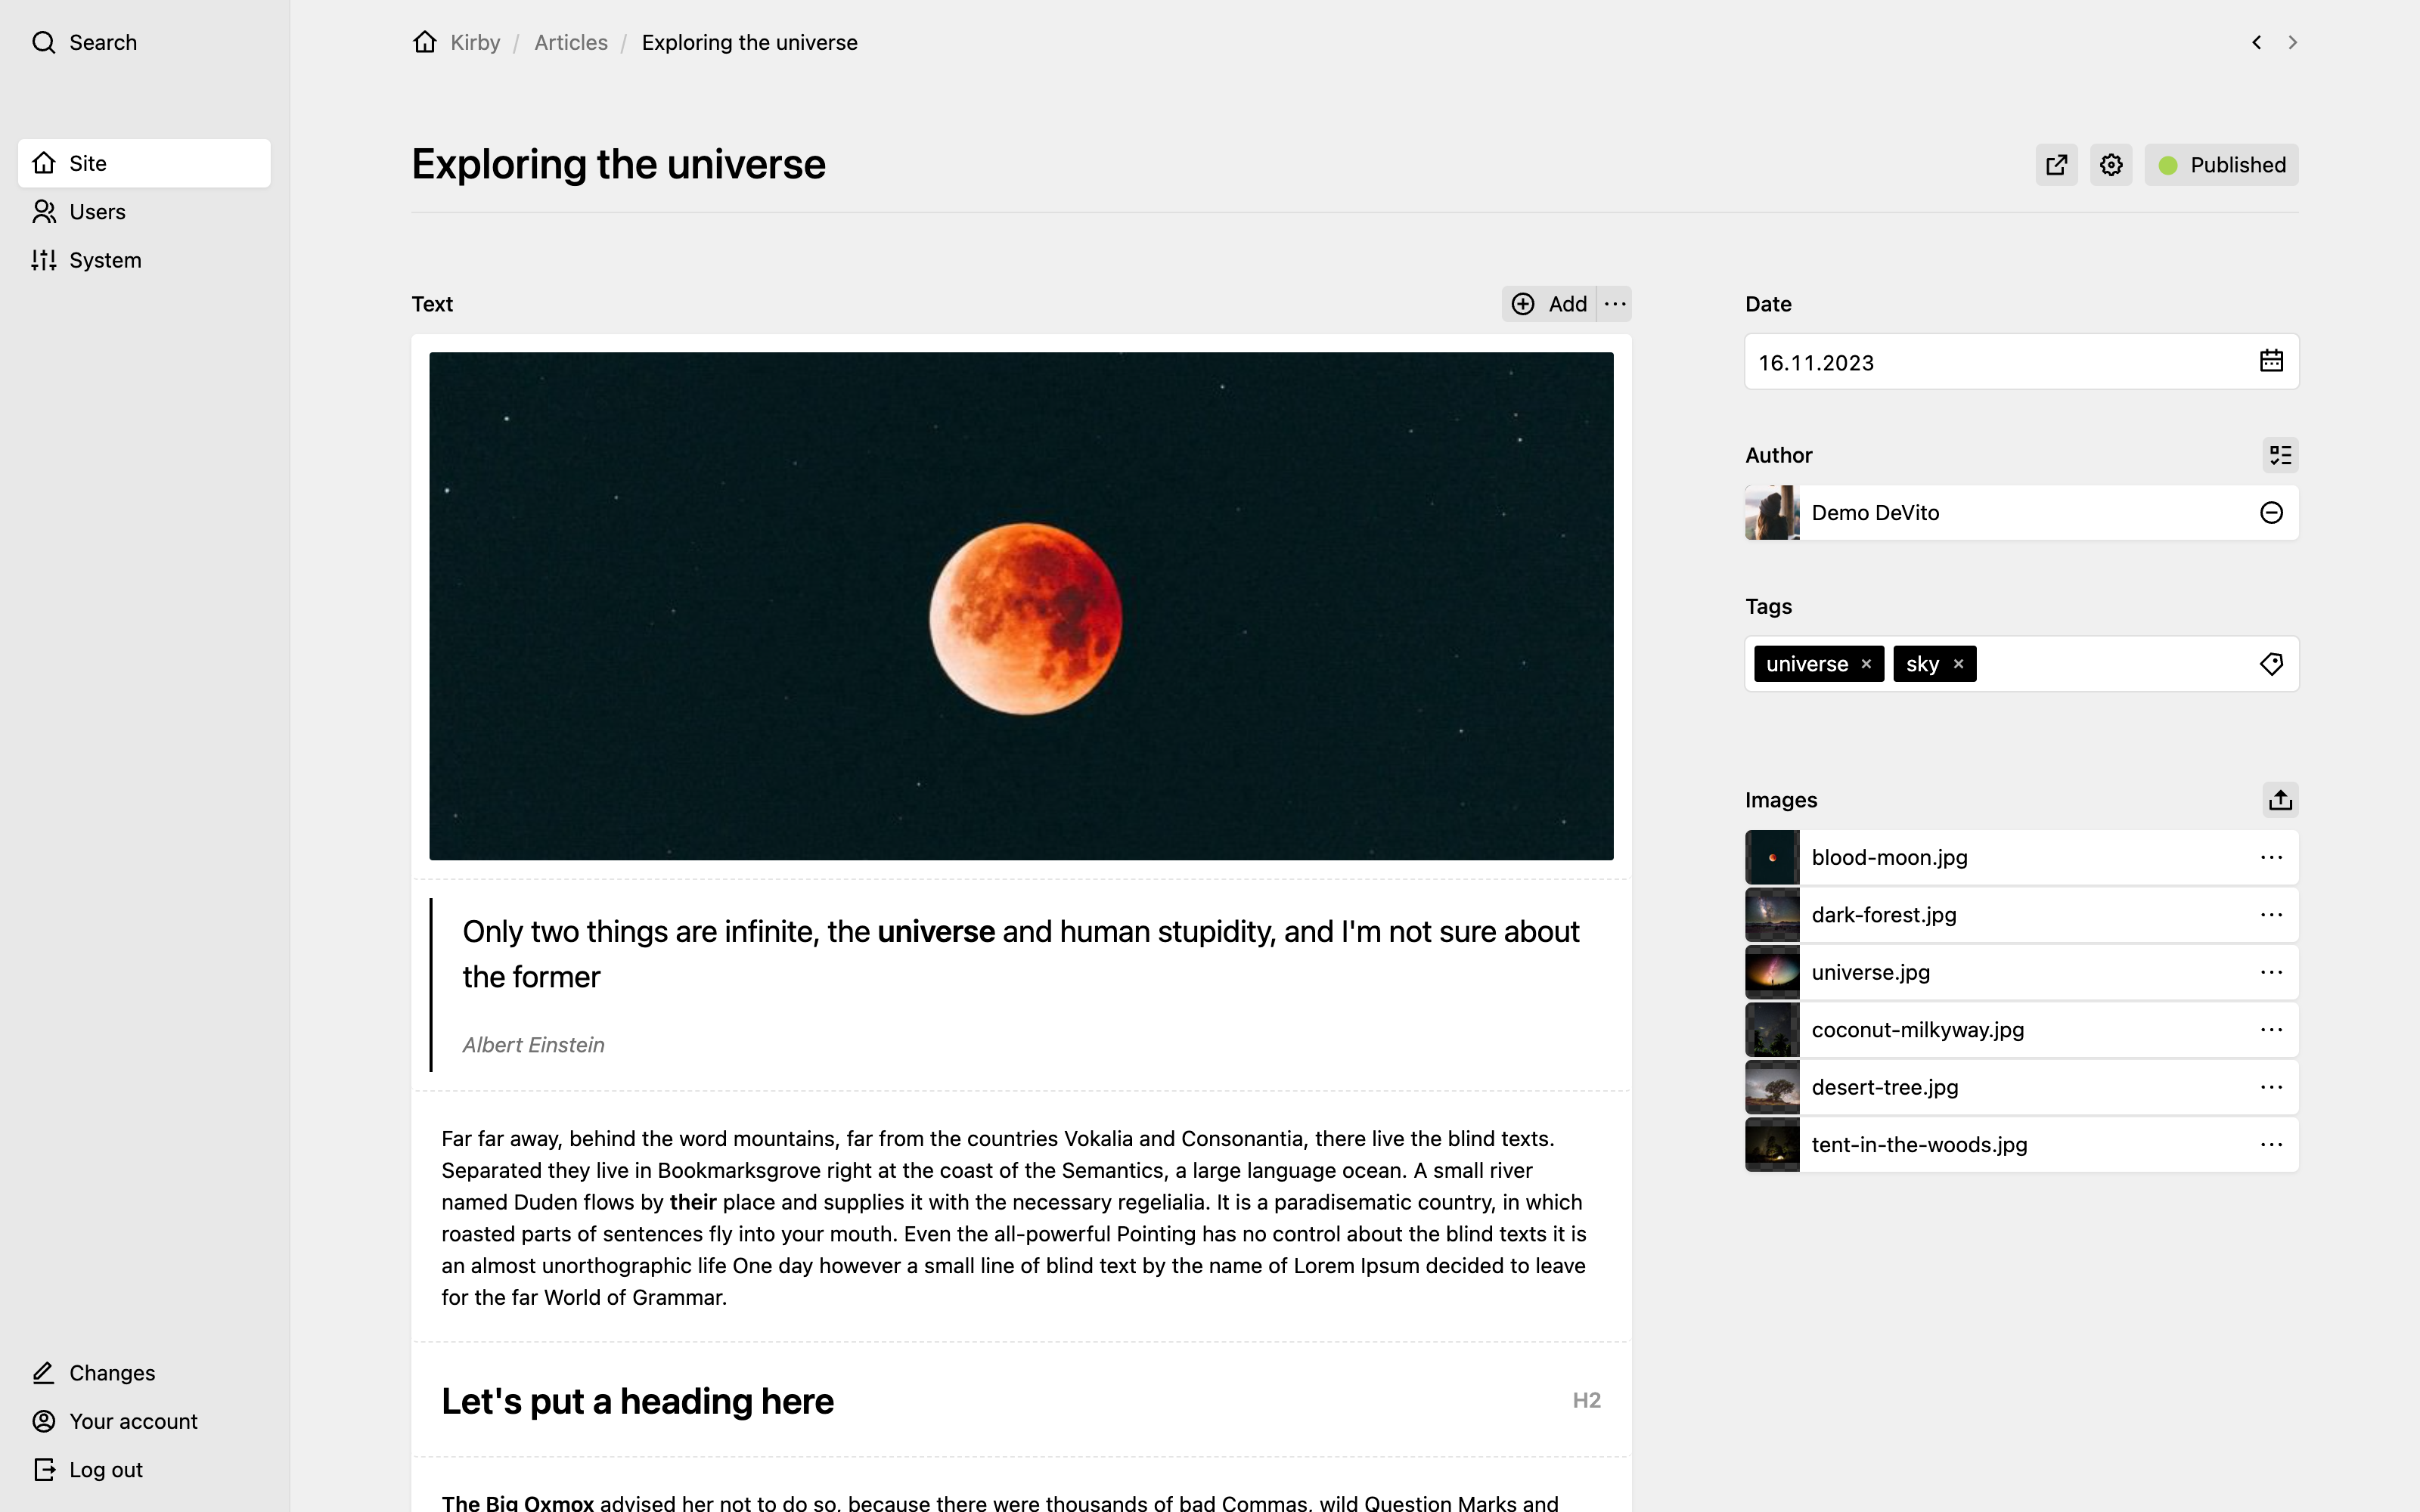 Search
Site
Users
System
Changes
Your account
Log out
Kirby / Articles / Exploring the universe
Exploring the universe
Published
Text
Add
Only two things are infinite, the universe and human stupidity, and I'm not sure about
the former
Albert Einstein
Far far away, behind the word mountains, far from the countries Vokalia and Consonantia, there live the blind texts.
Separated they live in Bookmarksgrove right at the coast of the Semantics, a large language ocean. A small river
named Duden flows by their place and supplies it with the necessary regelialia. It is a paradisematic country, in which
roasted parts of sentences fly into your mouth. Even the all-powerful Pointing has no control about the blind texts it is
an almost unorthographic life One day however a small line of blind text by the name of Lorem Ipsum decided to leave
for the far World of Grammar.
Let's put a heading here
H2
The Big Oxmox advised her not to do so, because there were thousands of bad Commas, wild Question Marks and
Date
16.11.2023
Author
Demo DeVito
Tags
universe × sky ×
Images
blood-moon.jpg
dark-forest.jpg
universe.jpg
coconut-milkyway.jpg
desert-tree.jpg
tent-in-the-woods.jpg